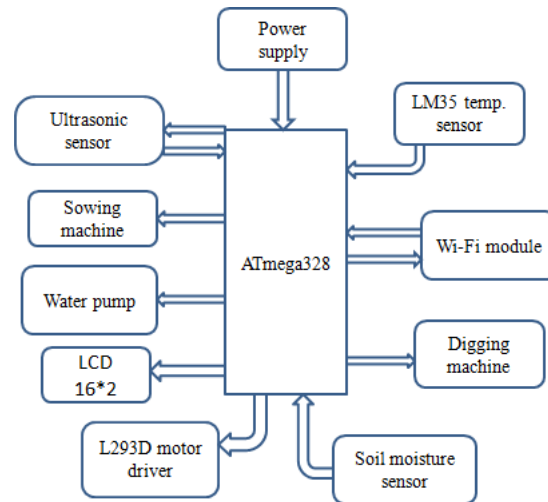 Power
supply
LM35 temp.
sensor
Ultrasonic
sensor
Sowing
machine
ATmega328
Wi-Fi module
Water pump
Digging
machine
LCD
16*2
L293D motor
driver
Soil moisture
sensor